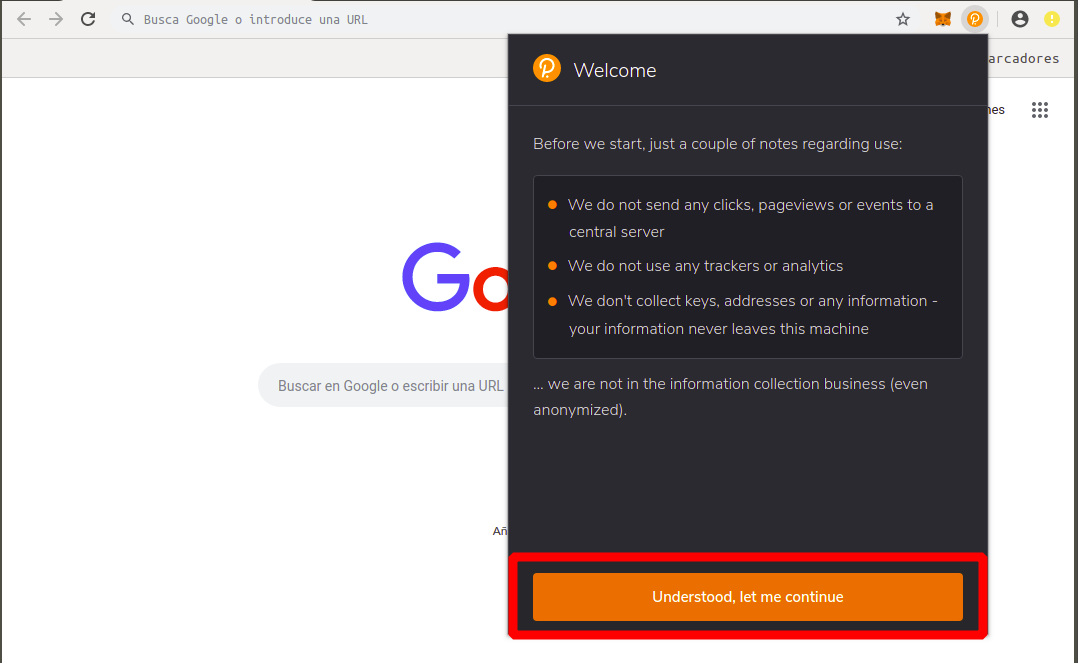 Busca Google o introduce una URL
arcadores
nes
Welcome
Before we start, just a couple of notes regarding use:
We do not send any clicks, pageviews or events to a
central server
We do not use any trackers or analytics
We don't collect keys, addresses or any information -
your information never leaves this machine
... we are not in the information collection business (even
anonymized).
Go
Buscar en Google o escribir una URL
Añ
Understood, let me continue